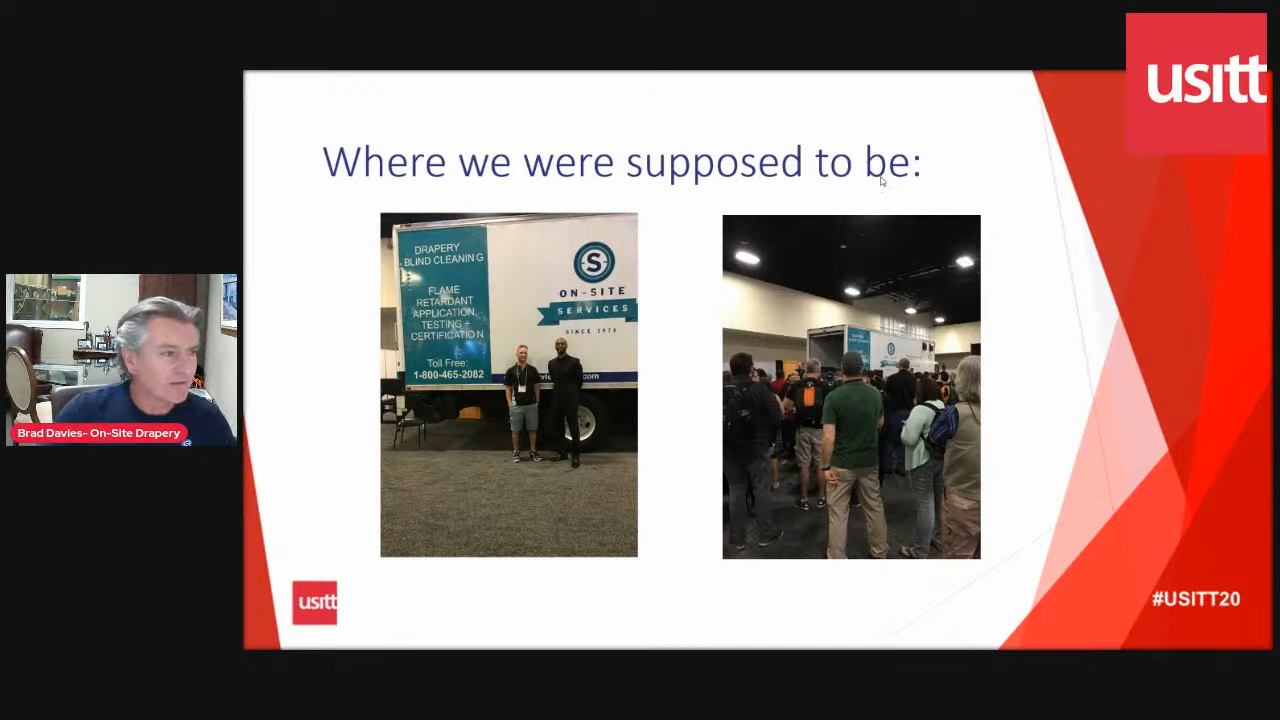 usitt
Where we were supposed to be:
DRAPERY
BLIND CLEANING
FLAME
RETARDANT
APPLICATION,
TESTING +
CERTIFICATION
Toll Free:
1-800-465-2082
S
ON-SITE
SERVICES
SINCE 1978
Brad Davies- On-Site Drapery
usitt
#USITT20